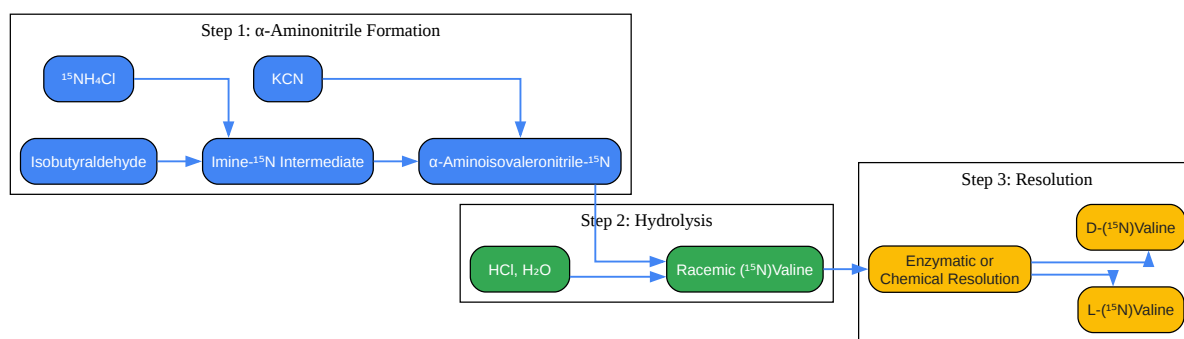 Step 1: α-Aminonitrile Formation
¹⁵NH₄Cl
KCN
Isobutyraldehyde
Imine-¹⁵N Intermediate
α-Aminoisovaleronitrile-¹⁵N
Step 2: Hydrolysis
HCl, H₂O
Racemic (¹⁵N)Valine
Step 3: Resolution
Enzymatic or
Chemical Resolution
D-(¹⁵N)Valine
L-(¹⁵N)Valine